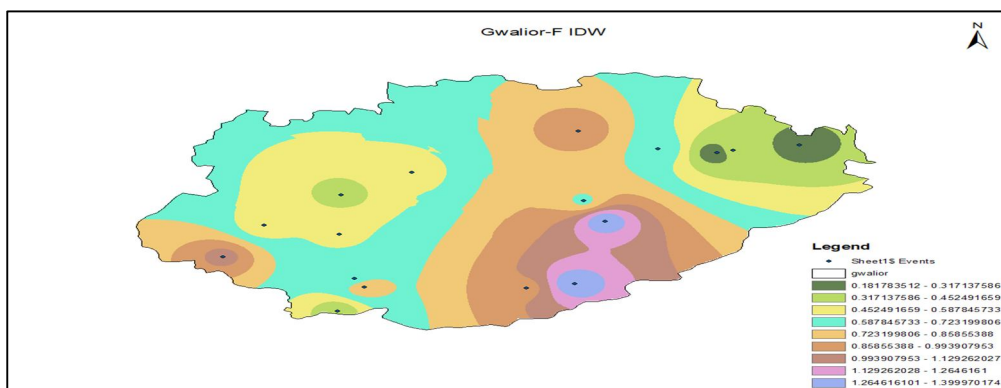 Gwalior-F IDW
N
Legend
Sheet1$ Events
gwalior
0.181783512 - 0.317137586
0.317137586 - 0.452491659
0.452491659 - 0.587845733
0.587845733 - 0.723199806
0.723199806 - 0.85855388
0.85855388 - 0.993907953
0.993907953 - 1.129262027
1.129262028 - 1.2646161
1.264616101 - 1.399970174